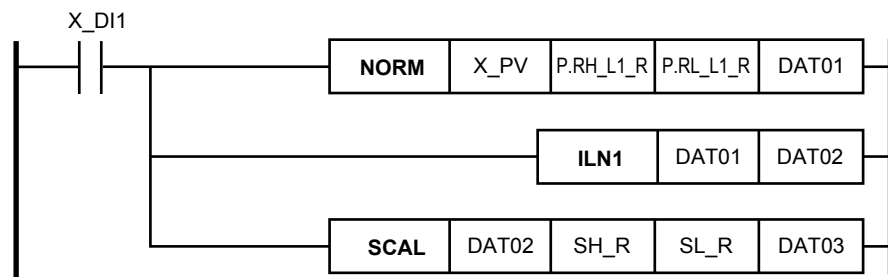 X_DI1
NORM X_PV P.RH_L1_R P.RL_L1_R DAT01
ILN1 DAT01 DAT02
SCAL DAT02 SH_R SL_R DAT03